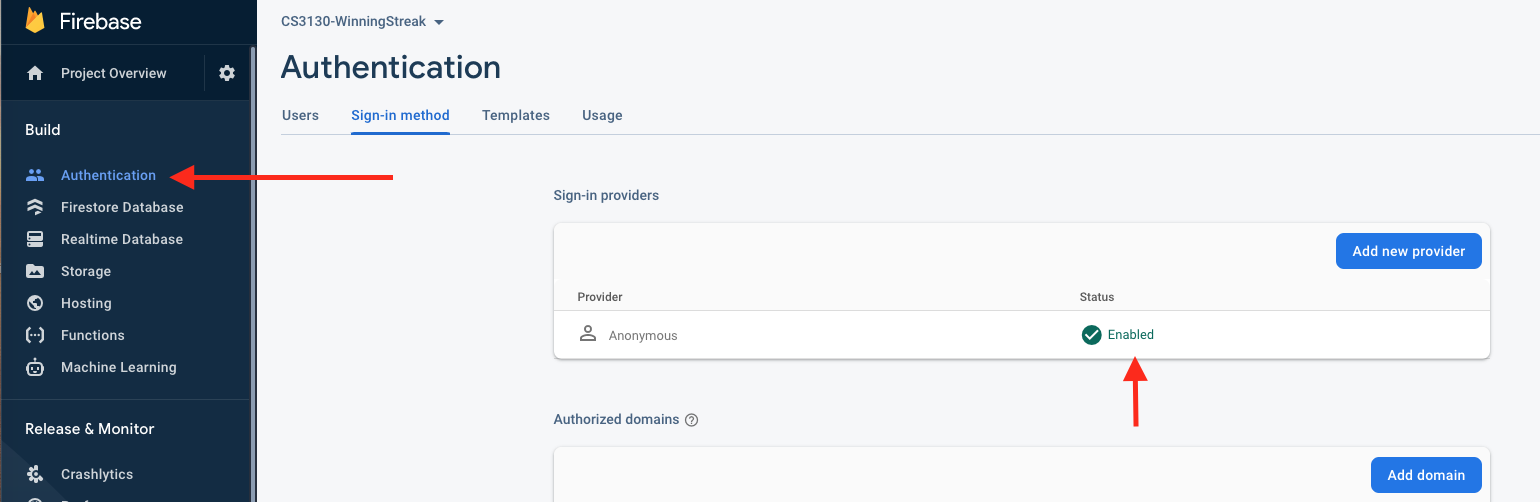 Firebase
Project Overview
Build
Authentication
Firestore Database
Realtime Database
Storage
Hosting
Functions
Machine Learning
Release & Monitor
Crashlytics
CS3130-WinningStreak
Authentication
Users Sign-in method Templates Usage
Sign-in providers
Add new provider
Provider Status
Anonymous Enabled
Authorized domains
Add domain